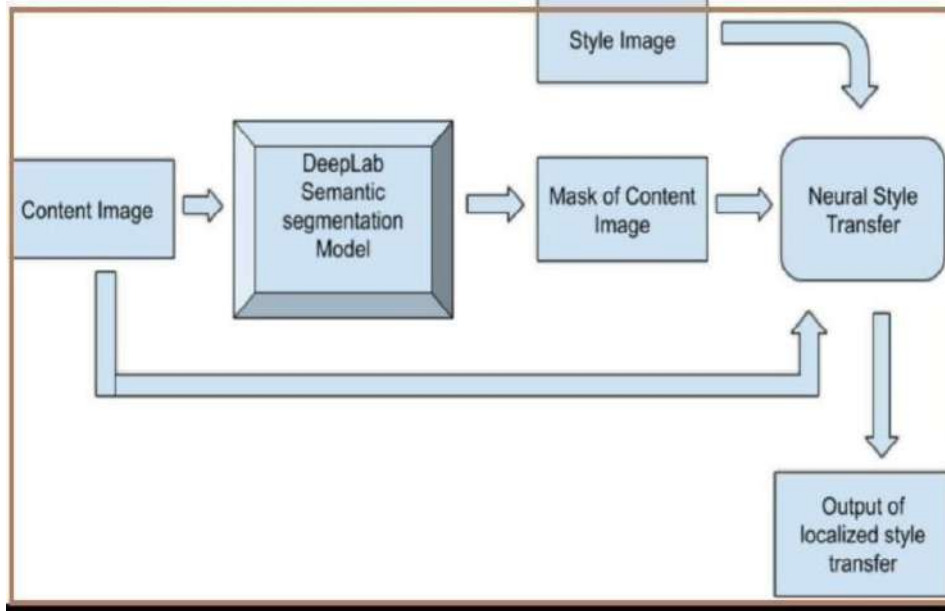 Style Image
Content Image
DeepLab
Semantic
segmentation
Model
Mask of Content
Image
Neural Style
Transfer
Output of
localized style
transfer